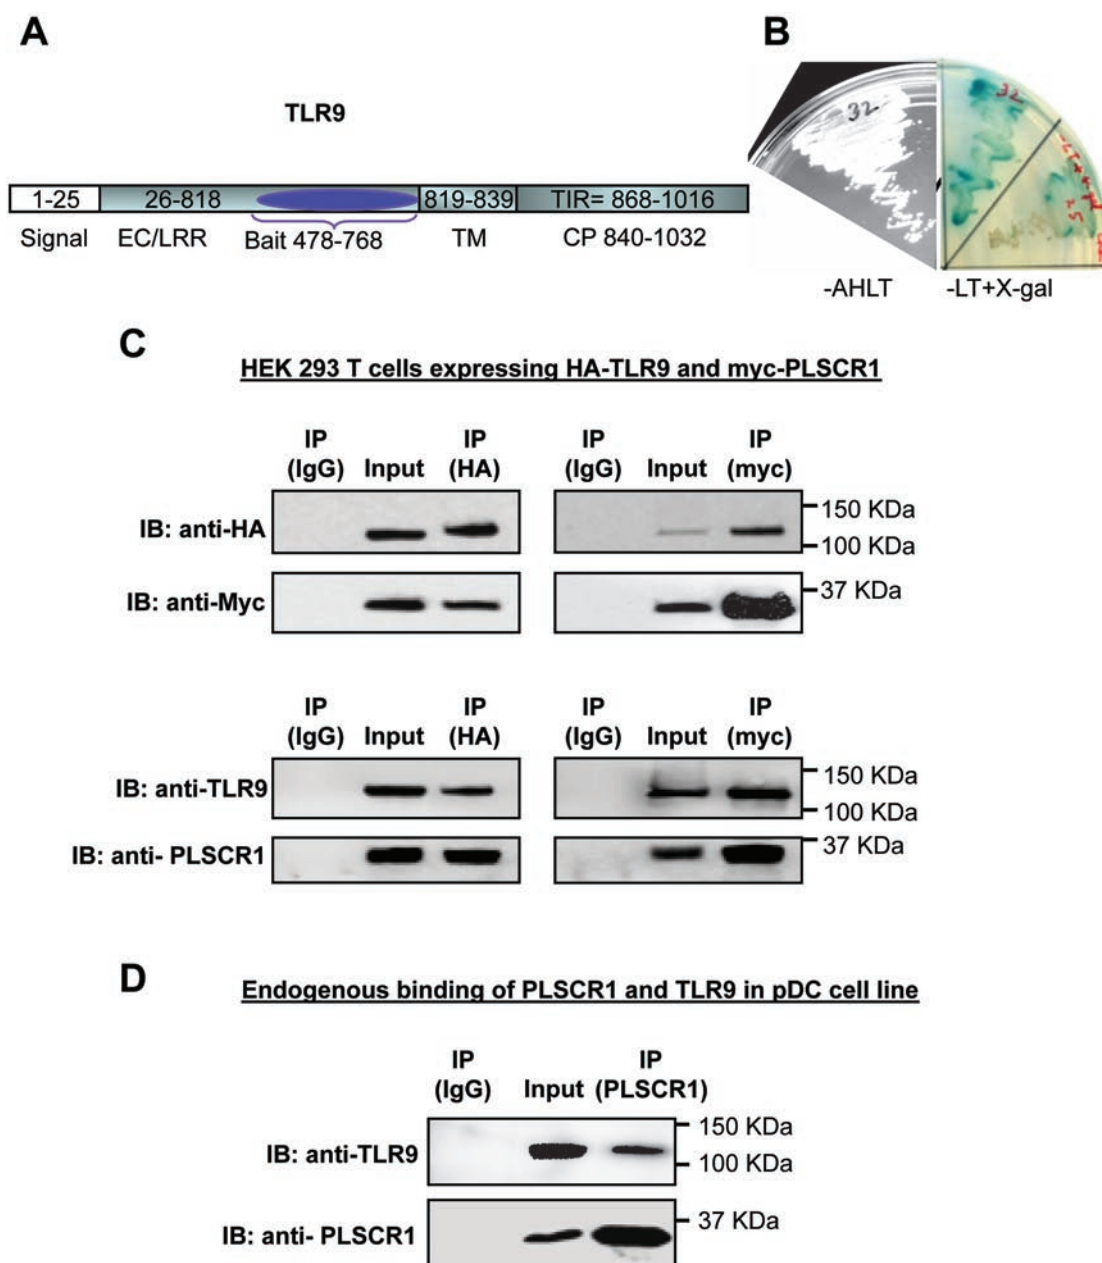 A
TLR9
1-25 26-818 819-839 TIR= 868-1016
Signal EC/LRR Bait 478-768 TM CP 840-1032
B
32 32
25
-AHLT -LT+X-gal
C
HEK 293 T cells expressing HA-TLR9 and myc-PLSCR1
IP IP IP IP
(IgG) Input (HA) (IgG) Input (myc)
IB: anti-HA
150 KDa
100 KDa
IB: anti-Myc
37 KDa
IP IP IP IP
(IgG) Input (HA) (IgG) Input (myc)
IB: anti-TLR9
150 KDa
100 KDa
IB: anti- PLSCR1
37 KDa
D
Endogenous binding of PLSCR1 and TLR9 in pDC cell line
IP IP
(IgG) Input (PLSCR1)
IB: anti-TLR9
150 KDa
100 KDa
IB: anti- PLSCR1
37 KDa